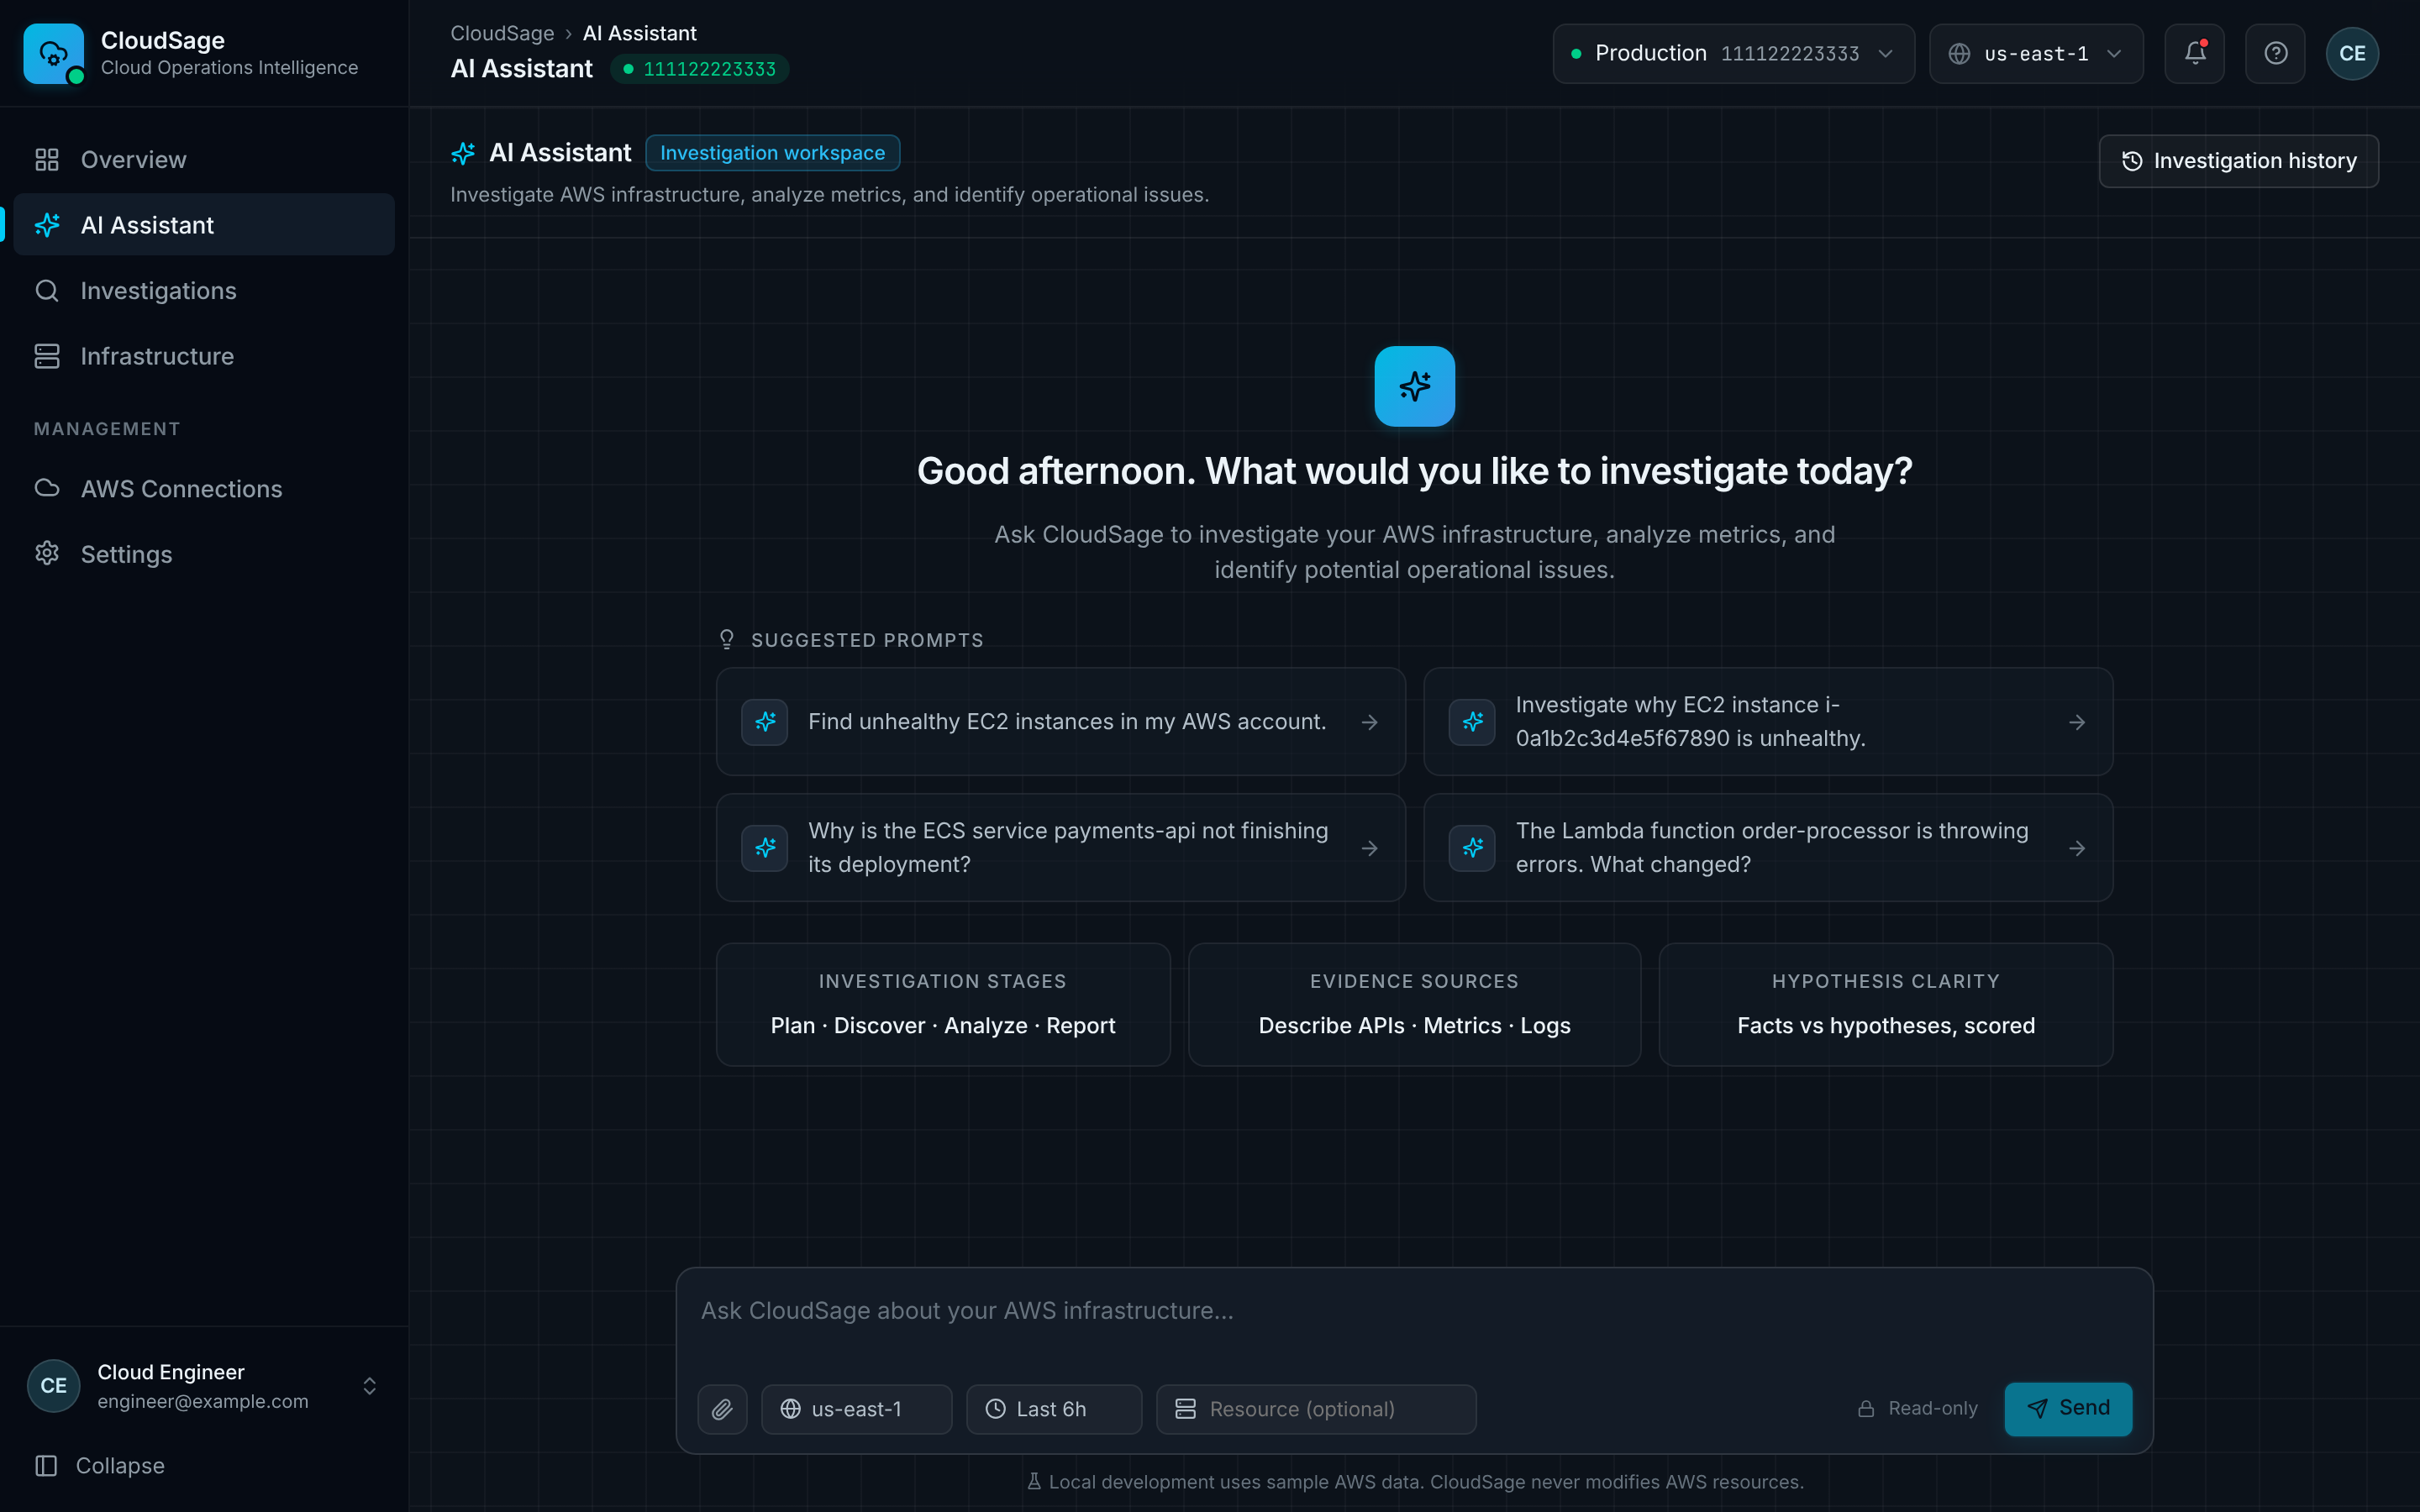 CloudSage
Cloud Operations Intelligence
Overview
AI Assistant
Investigations
Infrastructure
MANAGEMENT
AWS Connections
Settings
CE
Cloud Engineer
engineer@example.com
Collapse
CloudSage › AI Assistant
AI Assistant
111122223333
Production 111122223333
us-east-1
CE
AI Assistant
Investigation workspace
Investigate AWS infrastructure, analyze metrics, and identify operational issues.
Investigation history
Good afternoon. What would you like to investigate today?
Ask CloudSage to investigate your AWS infrastructure, analyze metrics, and
identify potential operational issues.
SUGGESTED PROMPTS
Find unhealthy EC2 instances in my AWS account.
Investigate why EC2 instance i-
0a1b2c3d4e5f67890 is unhealthy.
Why is the ECS service payments-api not finishing
its deployment?
The Lambda function order-processor is throwing
errors. What changed?
INVESTIGATION STAGES
Plan · Discover · Analyze · Report
EVIDENCE SOURCES
Describe APIs · Metrics · Logs
HYPOTHESIS CLARITY
Facts vs hypotheses, scored
Ask CloudSage about your AWS infrastructure...
us-east-1
Last 6h
Resource (optional)
Read-only
Send
Local development uses sample AWS data. CloudSage never modifies AWS resources.